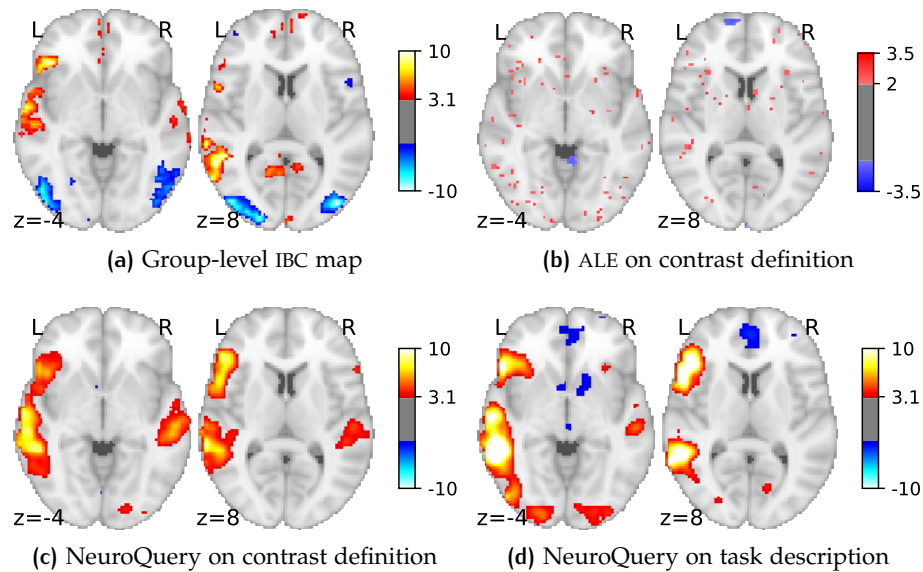 L R
10
3.1
-10
z=-4 z=8
(a) Group-level IBC map
L R
3.5
2
-3.5
z=-4 z=8
(b) ALE on contrast definition
L R
10
3.1
-10
z=-4 z=8
(c) NeuroQuery on contrast definition
L R
10
3.1
-10
z=-4 z=8
(d) NeuroQuery on task description